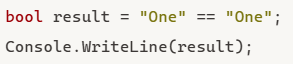 bool result = "One" == "One";
Console.WriteLine(result);